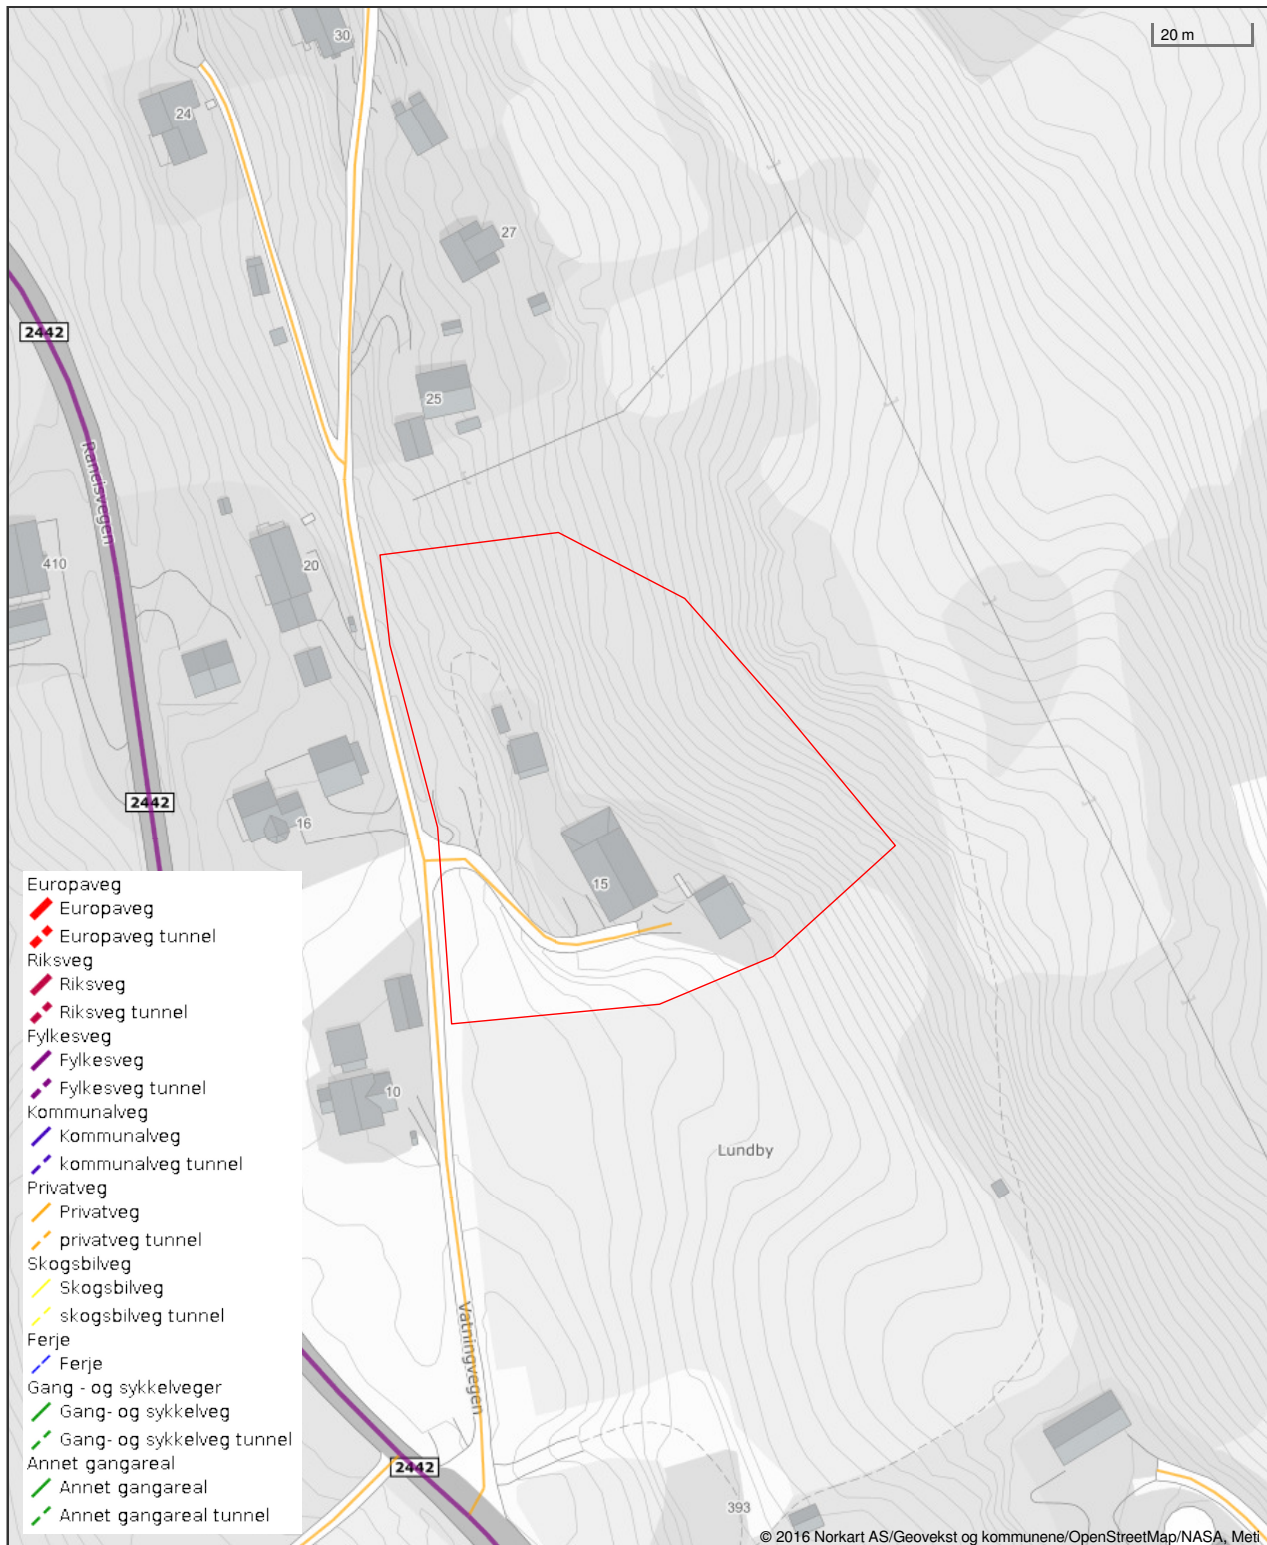 30
20 m
24
27
2442
25
Raneisvegen
410
20
2442
16
15
Europaveg
Europaveg
Europaveg tunnel
Riksveg
Riksveg
Riksveg tunnel
Fylkesveg
Fylkesveg
Fylkesveg tunnel
Kommunalveg
Kommunalveg
kommunalveg tunnel
Privatveg
Privatveg
privatveg tunnel
Skogsbilveg
Skogsbilveg
skogsbilveg tunnel
Ferje
Ferje
Gang - og sykkelveger
Gang- og sykkelveg
Gang- og sykkelveg tunnel
Annet gangareal
Annet gangareal
Annet gangareal tunnel
10
Lundby
Vatningvegen
2442
393
© 2016 Norkart AS/Geovekst og kommunene/OpenStreetMap/NASA, Meti